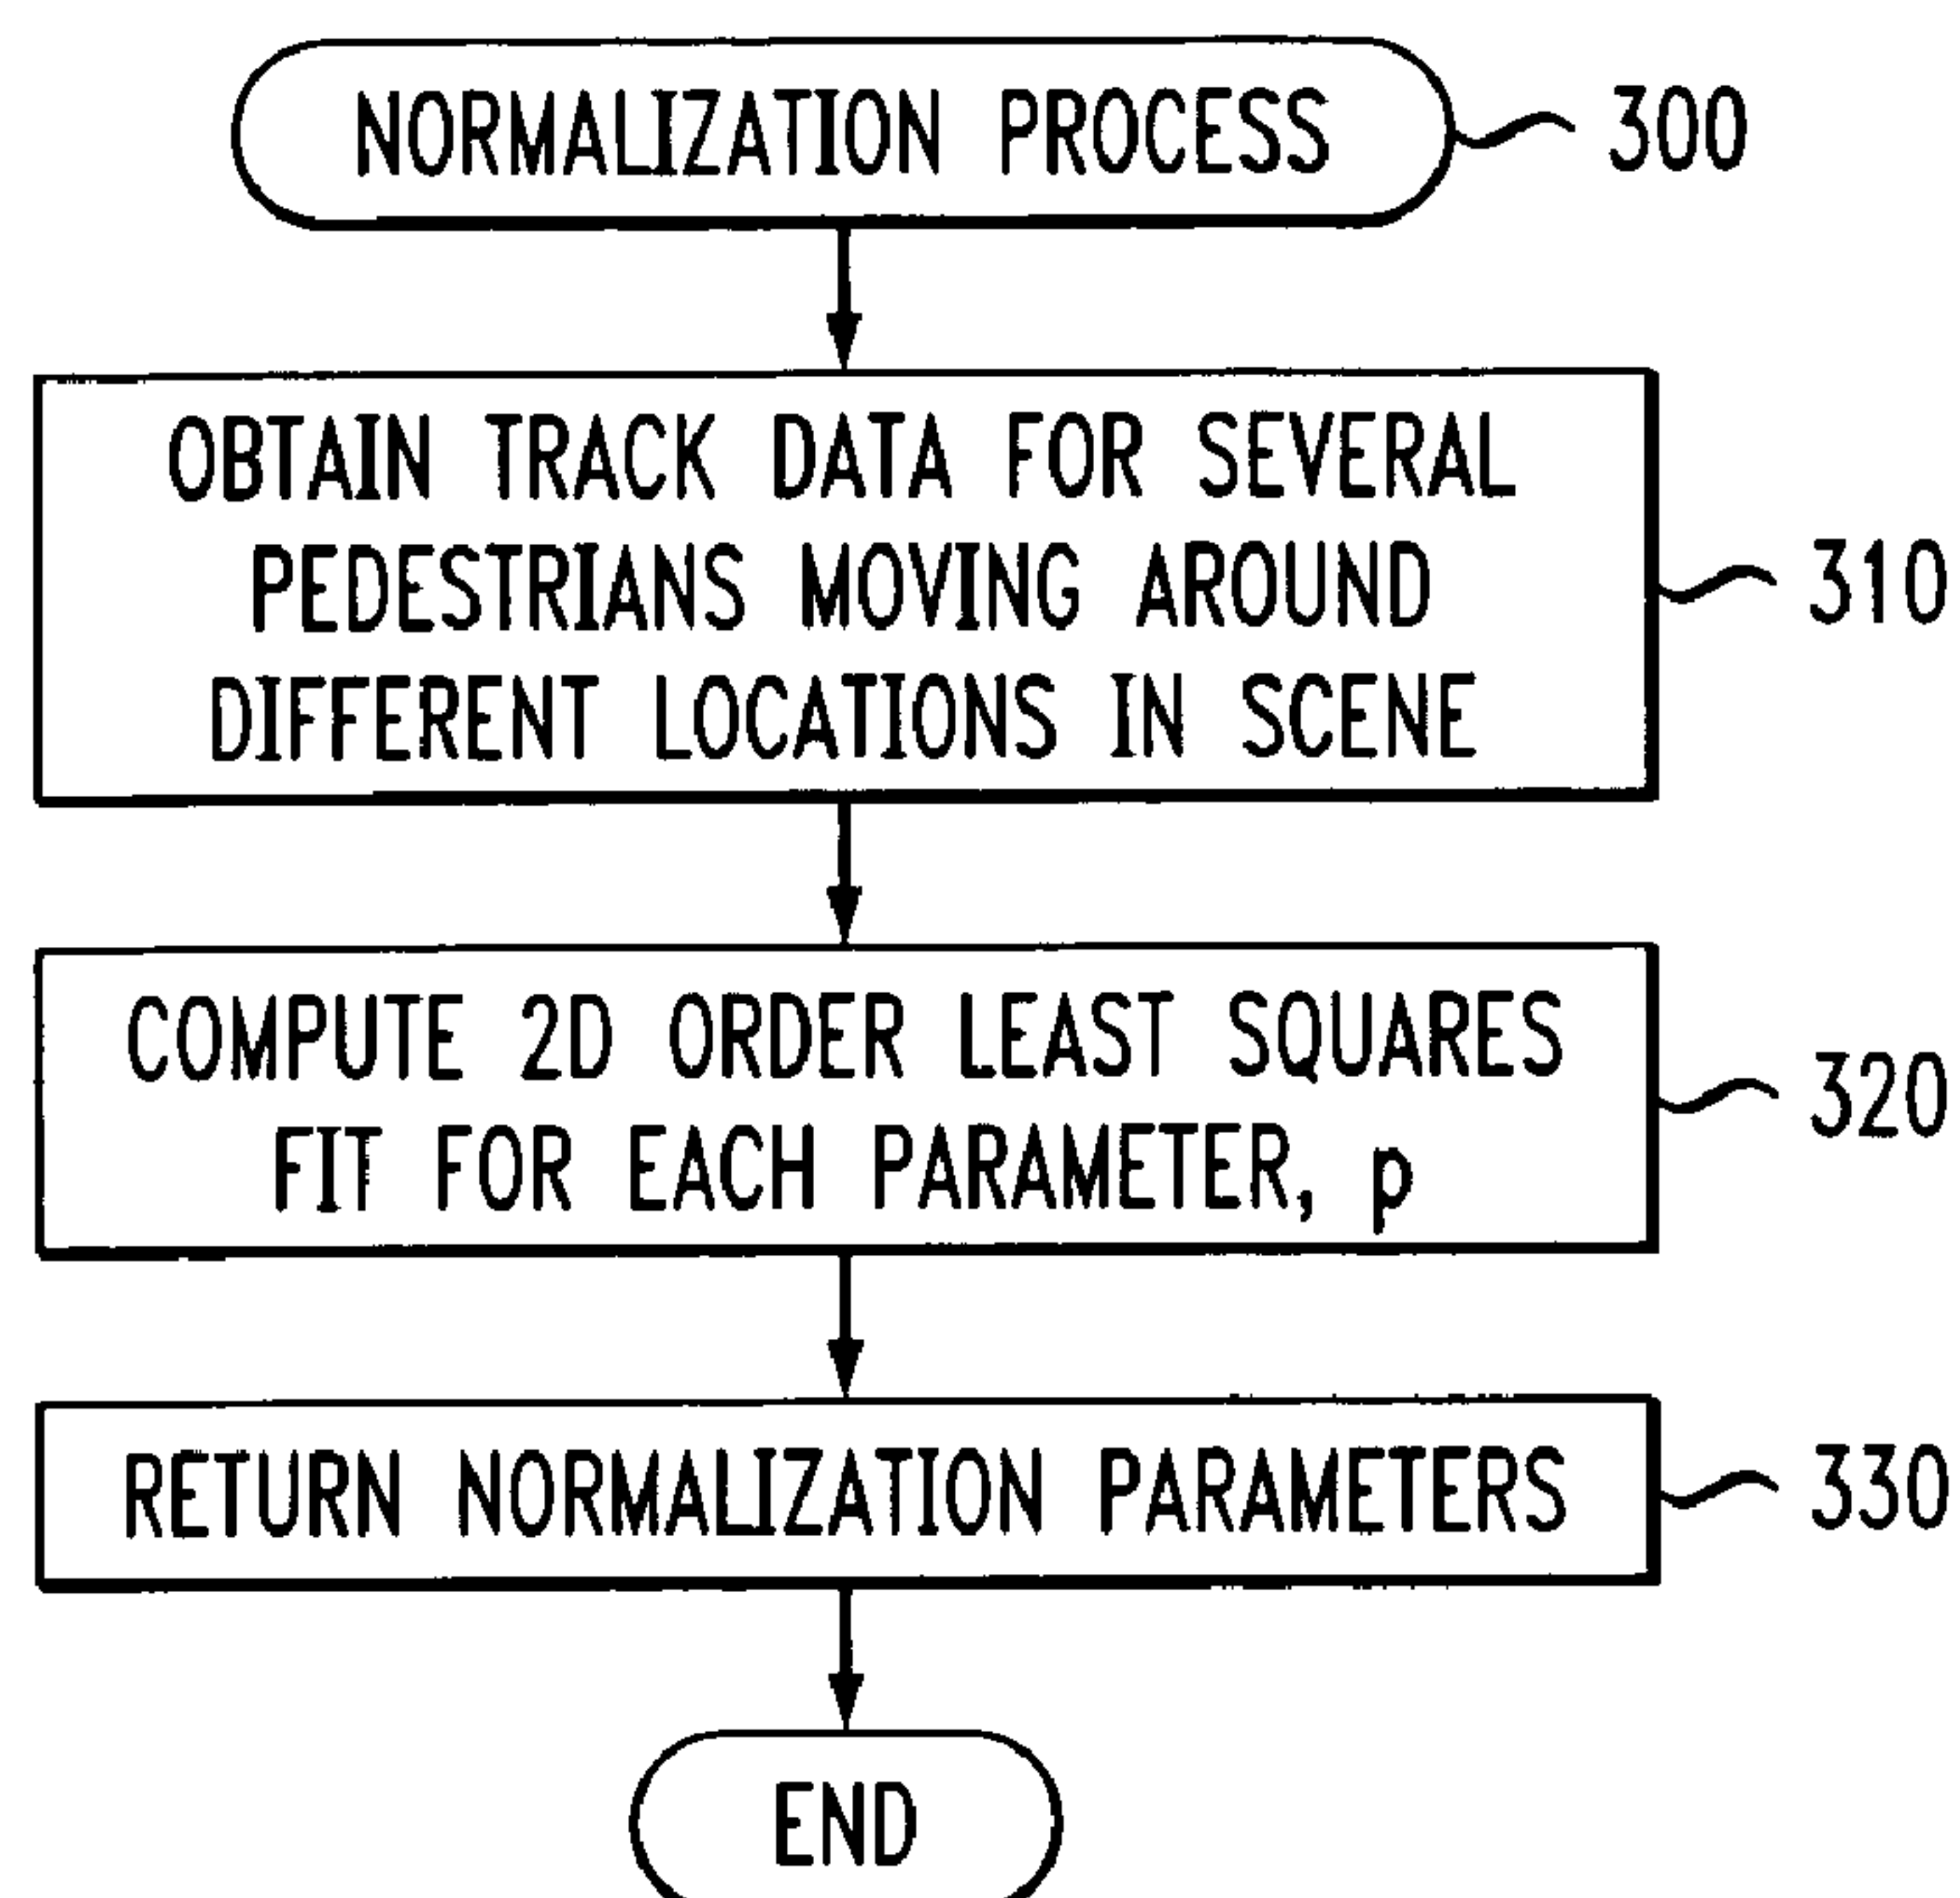 NORMALIZATION PROCESS
300
OBTAIN TRACK DATA FOR SEVERAL
PEDESTRIANS MOVING AROUND
DIFFERENT LOCATIONS IN SCENE
310
COMPUTE 2D ORDER LEAST SQUARES
FIT FOR EACH PARAMETER, p
320
RETURN NORMALIZATION PARAMETERS
330
END